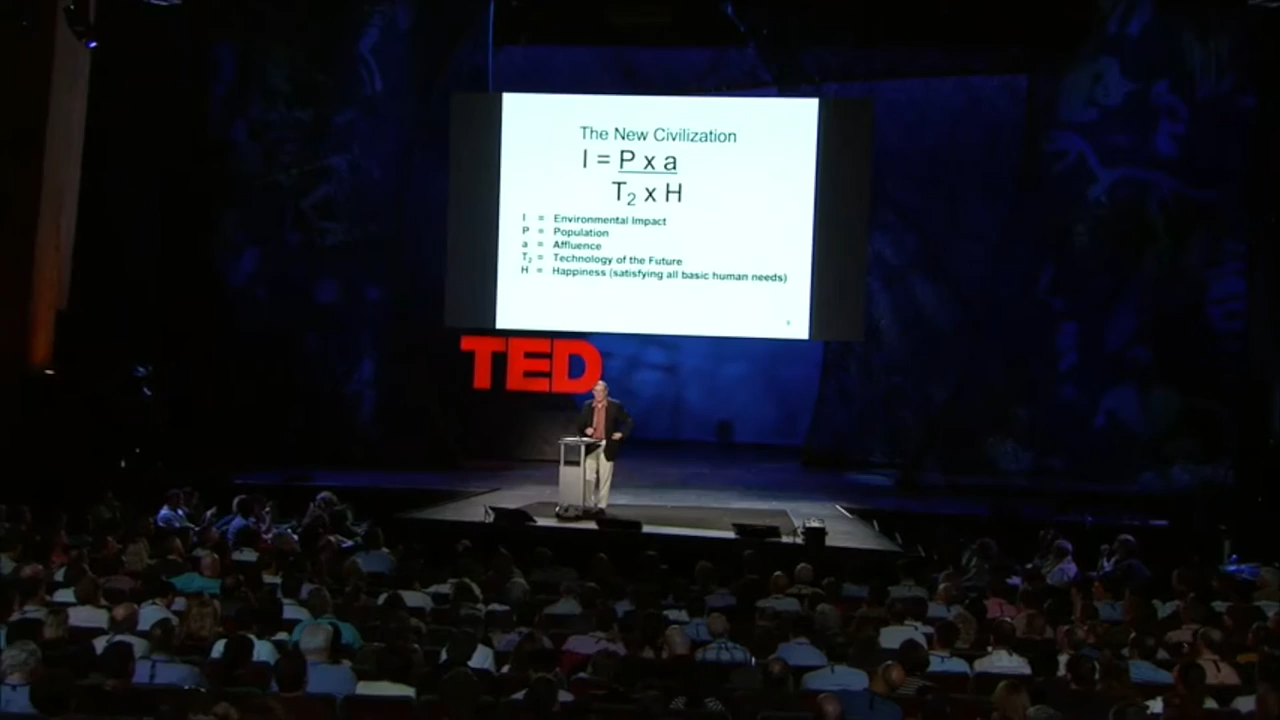 The New Civilization
I = P x a
T₂ x H
I = Environmental Impact
P = Population
a = Affluence
T₂ = Technology of the Future
H = Happiness (satisfying all basic human needs)
TED